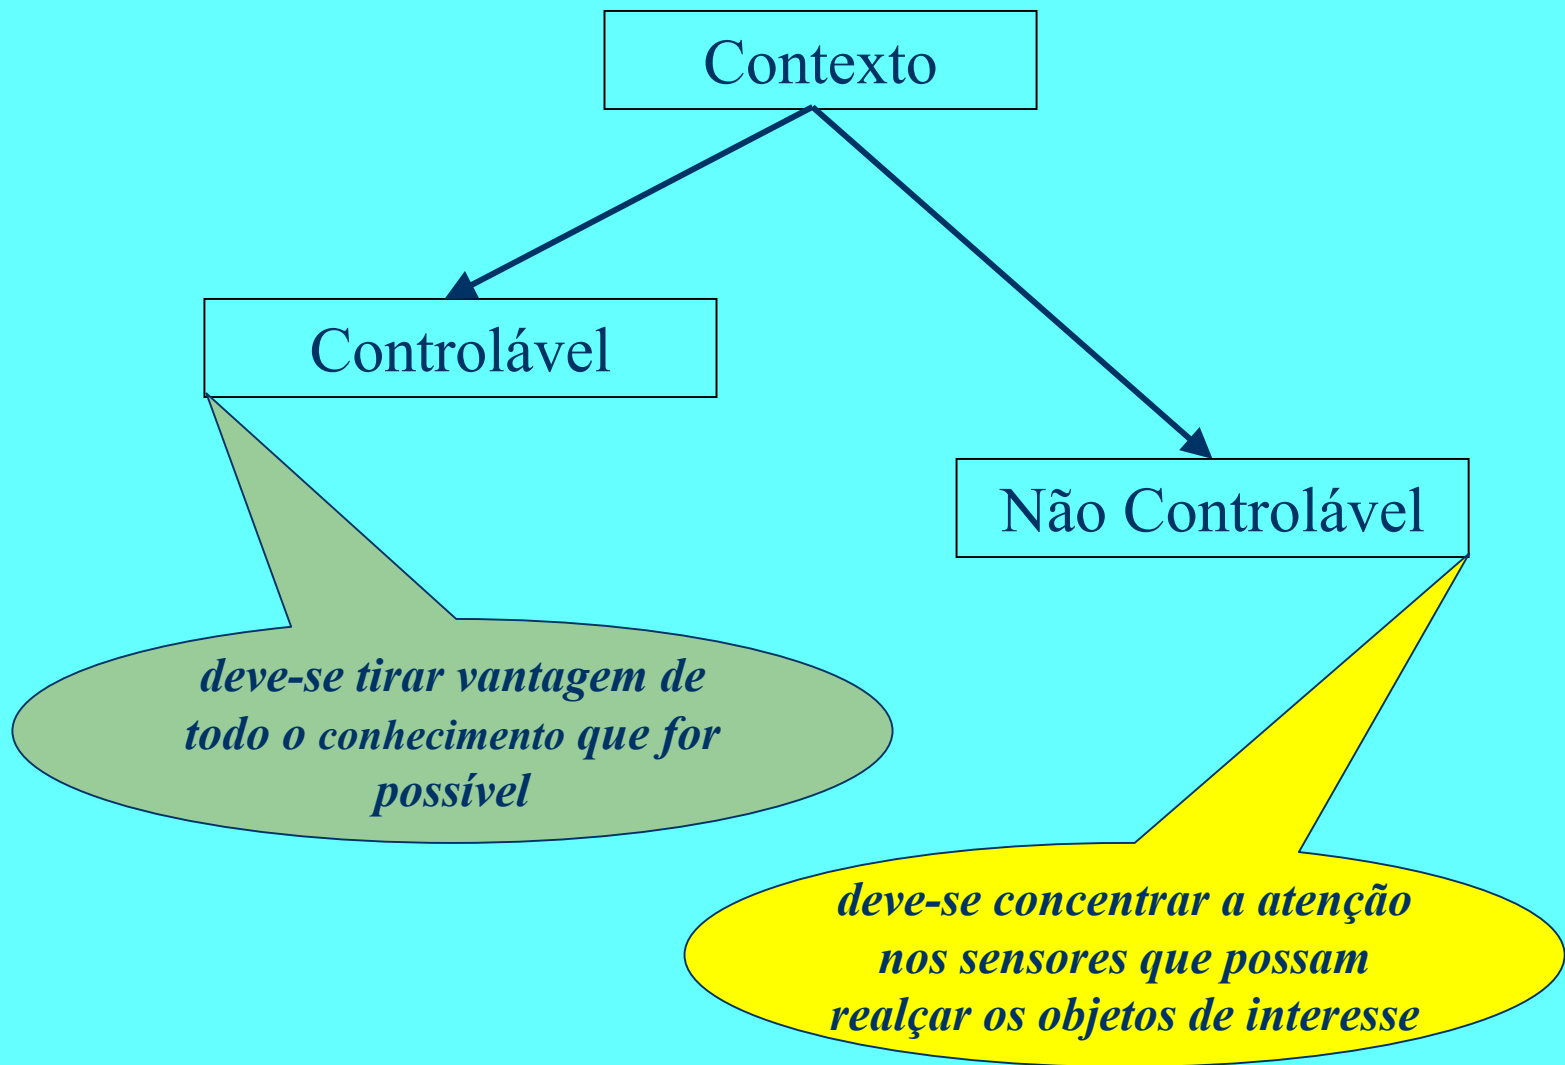 Contexto
Controlável
Não Controlável
deve-se tirar vantagem de
todo o conhecimento que for
possível
deve-se concentrar a atenção
nos sensores que possam
realçar os objetos de interesse